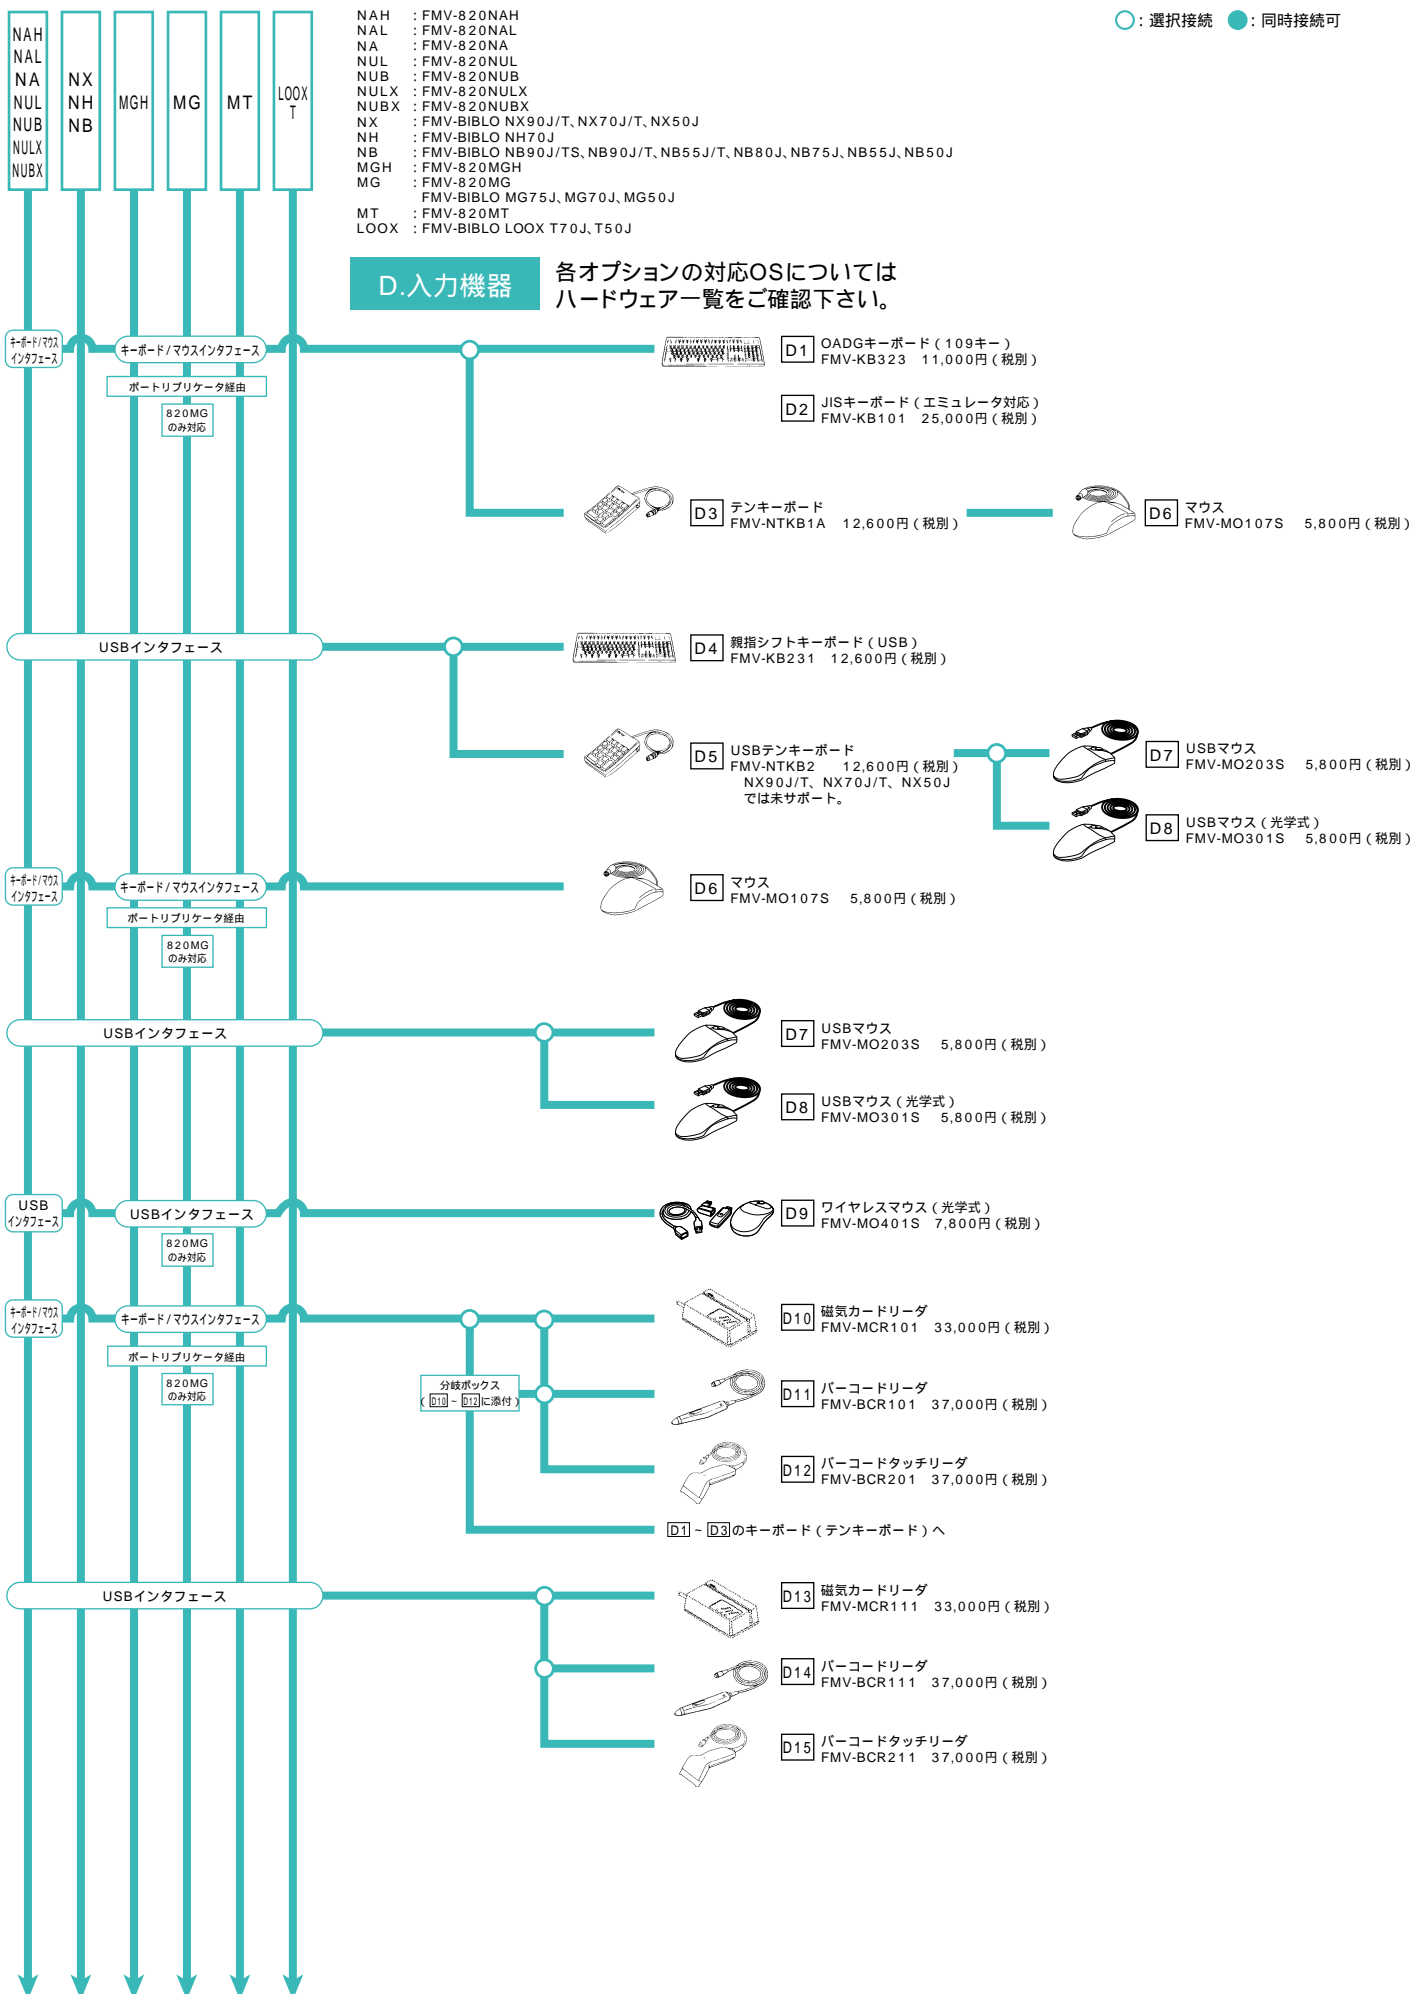 NAH
NAL
NA
NUL
NUB
NULX
NUBX
NX
NH
NB
MGH
MG
MT
LOOX
T
NAH : FMV-820NAH
NAL : FMV-820NAL
NA : FMV-820NA
NUL : FMV-820NUL
NUB : FMV-820NUB
NULX : FMV-820NULX
NUBX : FMV-820NUBX
NX : FMV-BIBLO NX90J/T、NX70J/T、NX50J
NH : FMV-BIBLO NH70J
NB : FMV-BIBLO NB90J/TS、NB90J/T、NB55J/T、NB80J、NB75J、NB55J、NB50J
MGH : FMV-820MGH
MG : FMV-820MG
FMV-BIBLO MG75J、MG70J、MG50J
MT : FMV-820MT
LOOX : FMV-BIBLO LOOX T70J、T50J
○：選択接続 ●：同時接続可
D.入力機器
各オプションの対応OSについては
ハードウェア一覧をご確認下さい。
キーボード/マウス
インタフェース
キーボード/マウスインタフェース
ポートリプリケータ経由
820MG
のみ対応
D1 OADGキーボード（109キー）
FMV-KB323 11,000円（税別）
D2 JISキーボード（エミュレータ対応）
FMV-KB101 25,000円（税別）
D3 テンキーボード
FMV-NTKB1A 12,600円（税別）
D6 マウス
FMV-MO107S 5,800円（税別）
USBインタフェース
D4 親指シフトキーボード（USB）
FMV-KB231 12,600円（税別）
D5 USBテンキーボード
FMV-NTKB2 12,600円（税別）
NX90J/T、NX70J/T、NX50J
では未サポート。
D7 USBマウス
FMV-MO203S 5,800円（税別）
D8 USBマウス（光学式）
FMV-MO301S 5,800円（税別）
キーボード/マウス
インタフェース
キーボード/マウスインタフェース
ポートリプリケータ経由
820MG
のみ対応
D6 マウス
FMV-MO107S 5,800円（税別）
USBインタフェース
D7 USBマウス
FMV-MO203S 5,800円（税別）
D8 USBマウス（光学式）
FMV-MO301S 5,800円（税別）
USB
インタフェース
USBインタフェース
820MG
のみ対応
D9 ワイヤレスマウス（光学式）
FMV-MO401S 7,800円（税別）
キーボード/マウス
インタフェース
キーボード/マウスインタフェース
ポートリプリケータ経由
820MG
のみ対応
分岐ボックス
（D10～D12に添付）
D10 磁気カードリーダ
FMV-MCR101 33,000円（税別）
D11 バーコードリーダ
FMV-BCR101 37,000円（税別）
D12 バーコードタッチリーダ
FMV-BCR201 37,000円（税別）
D1～D3のキーボード（テンキーボード）へ
USBインタフェース
D13 磁気カードリーダ
FMV-MCR111 33,000円（税別）
D14 バーコードリーダ
FMV-BCR111 37,000円（税別）
D15 バーコードタッチリーダ
FMV-BCR211 37,000円（税別）